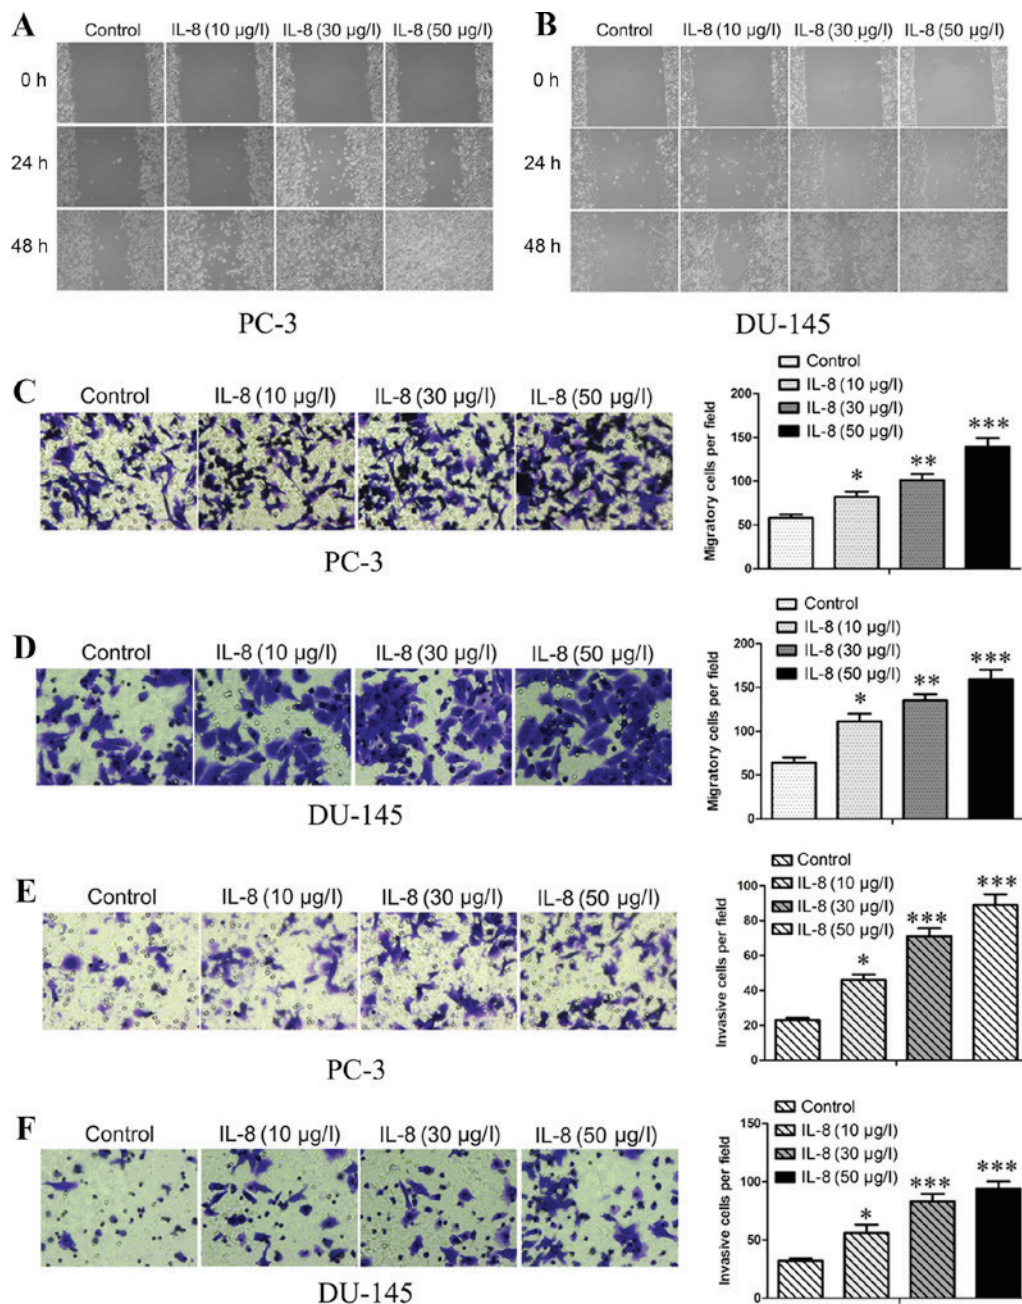 A
Control IL-8 (10 µg/l) IL-8 (30 µg/l) IL-8 (50 µg/l)
0 h
24 h
48 h
PC-3
B
Control IL-8 (10 µg/l) IL-8 (30 µg/l) IL-8 (50 µg/l)
0 h
24 h
48 h
DU-145
C
Control IL-8 (10 µg/l) IL-8 (30 µg/l) IL-8 (50 µg/l)
PC-3
Control
IL-8 (10 µg/l)
IL-8 (30 µg/l)
IL-8 (50 µg/l)
Migratory cells per field
200
150
100
50
0
* ** ***
D
Control IL-8 (10 µg/l) IL-8 (30 µg/l) IL-8 (50 µg/l)
DU-145
Control
IL-8 (10 µg/l)
IL-8 (30 µg/l)
IL-8 (50 µg/l)
Migratory cells per field
200
150
100
50
0
* ** ***
E
Control IL-8 (10 µg/l) IL-8 (30 µg/l) IL-8 (50 µg/l)
PC-3
Control
IL-8 (10 µg/l)
IL-8 (30 µg/l)
IL-8 (50 µg/l)
Invasive cells per field
100
80
60
40
20
0
* *** ***
F
Control IL-8 (10 µg/l) IL-8 (30 µg/l) IL-8 (50 µg/l)
DU-145
Control
IL-8 (10 µg/l)
IL-8 (30 µg/l)
IL-8 (50 µg/l)
Invasive cells per field
150
100
50
0
* *** ***